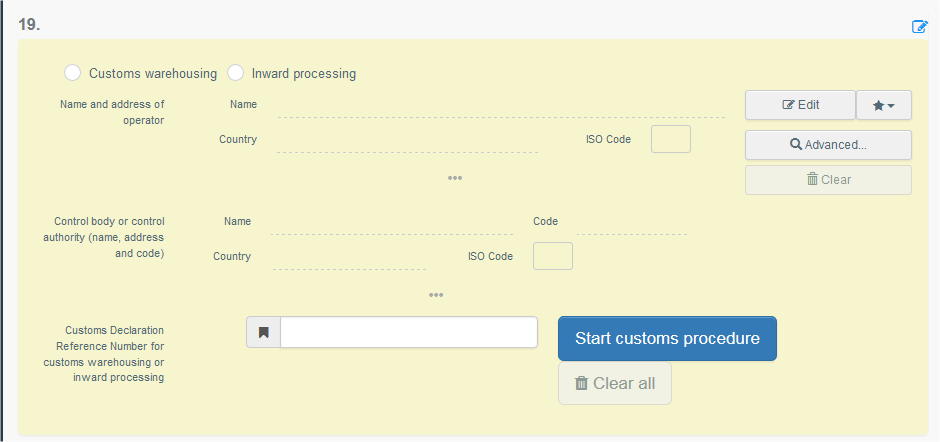 19.
Customs warehousing Inward processing
Name and address of
operator
Name
Edit
Country
ISO Code
Advanced...
Clear
Control body or control
authority (name, address
and code)
Name
Code
Country
ISO Code
Customs Declaration
Reference Number for
customs warehousing or
inward processing
Start customs procedure
Clear all